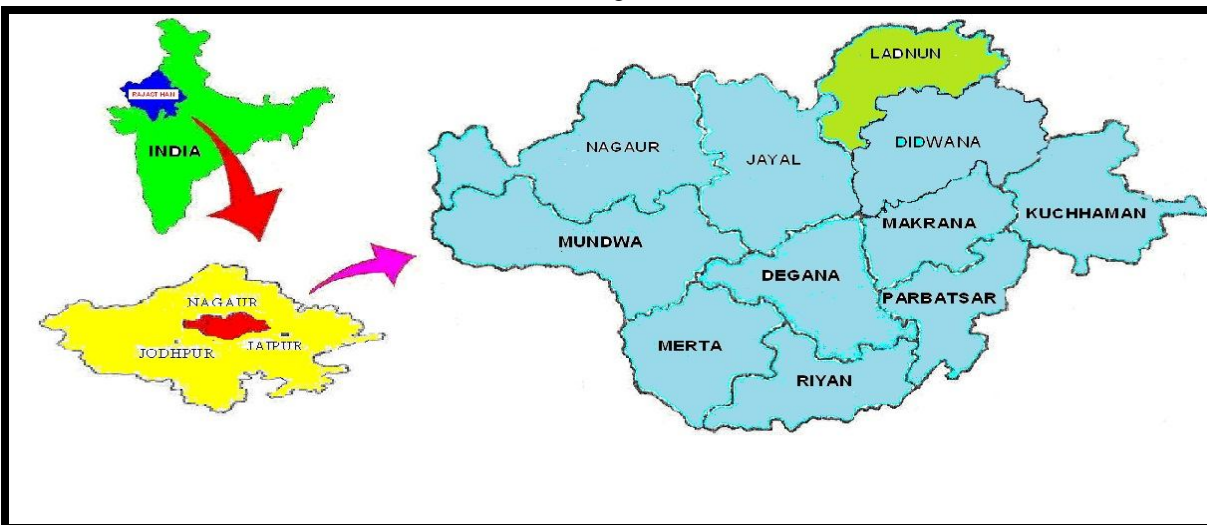 RAJASTHAN
INDIA
NAGAUR
JODHPUR
JAIPUR
LADNUN
NAGAUR
JAYAL
DIDWANA
MUNDWA
MAKRANA
KUCHHAMAN
DEGANA
PARBATSAR
MERTA
RIYAN